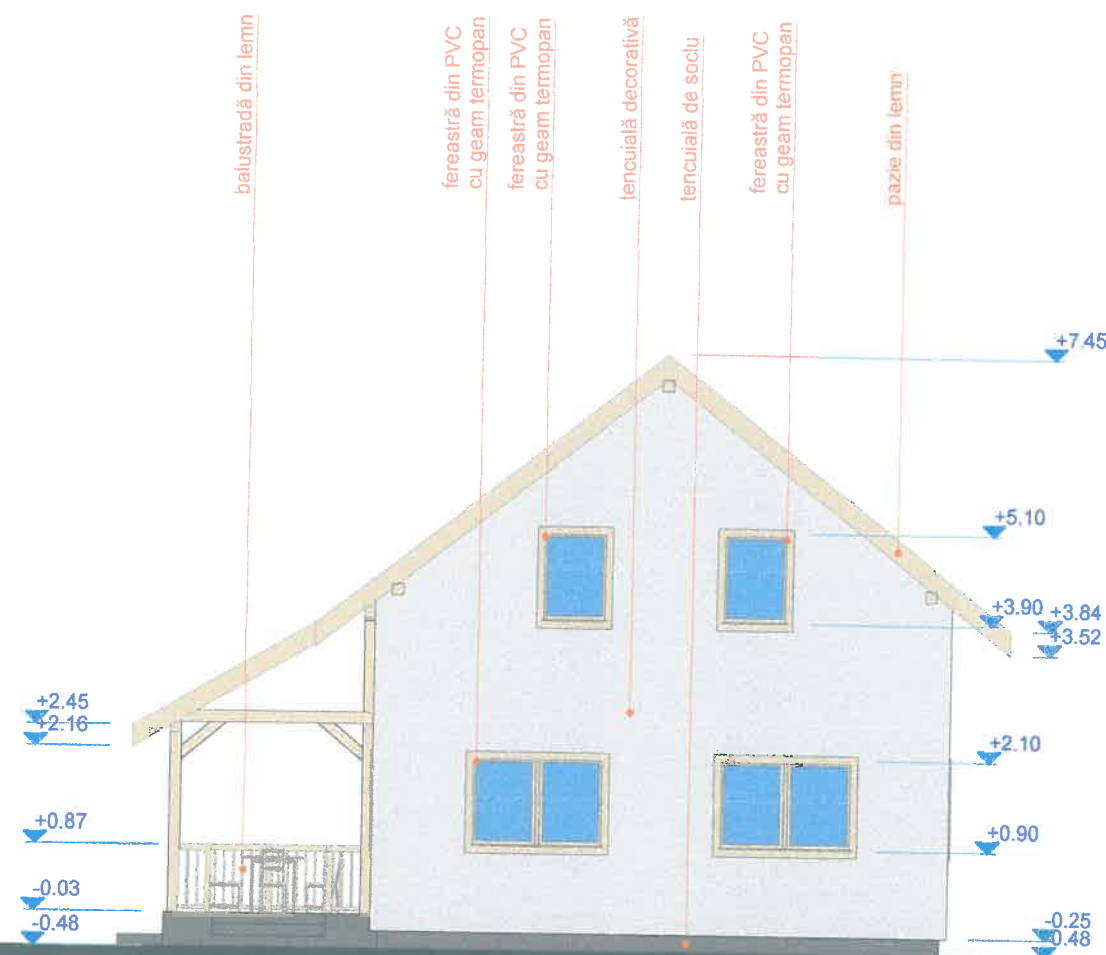 balustradă din lemn
fereastră din PVC
cu geam termopan
fereastră din PVC
cu geam termopan
tencuială decorativă
tencuială de soclu
fereastră din PVC
cu geam termopan
pazie din lemn
+7.45
+5.10
+3.90
+3.84
+3.52
+2.45
+2.16
+2.10
+0.87
+0.90
-0.03
-0.48
-0.25
0.48